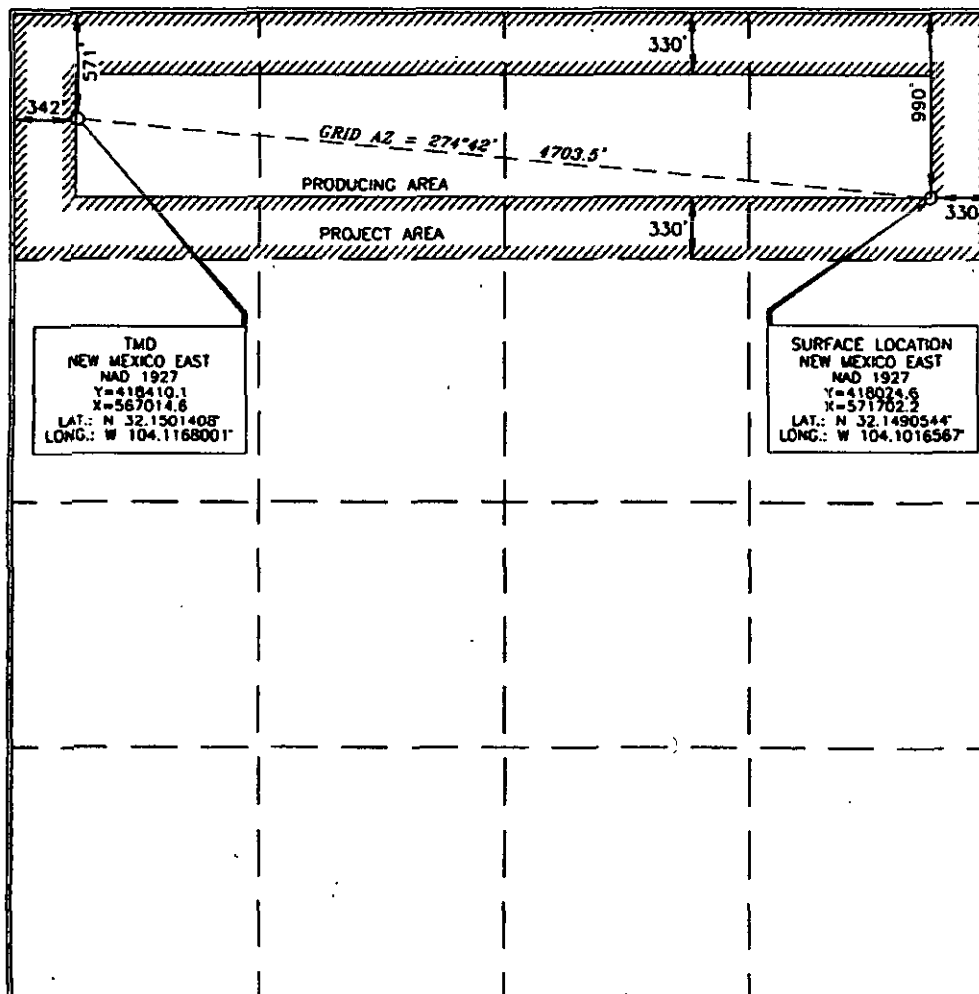 571'
330'
990'
342'
GRID AZ = 274°42' 4703.5'
PRODUCING AREA
330
PROJECT AREA
330'
TMD
NEW MEXICO EAST
NAD 1927
Y=418410.1
X=567014.6
LAT.: N 32.1501408°
LONG.: W 104.1168001°
SURFACE LOCATION
NEW MEXICO EAST
NAD 1927
Y=418024.6
X=571702.2
LAT.: N 32.1490544°
LONG.: W 104.1016567°